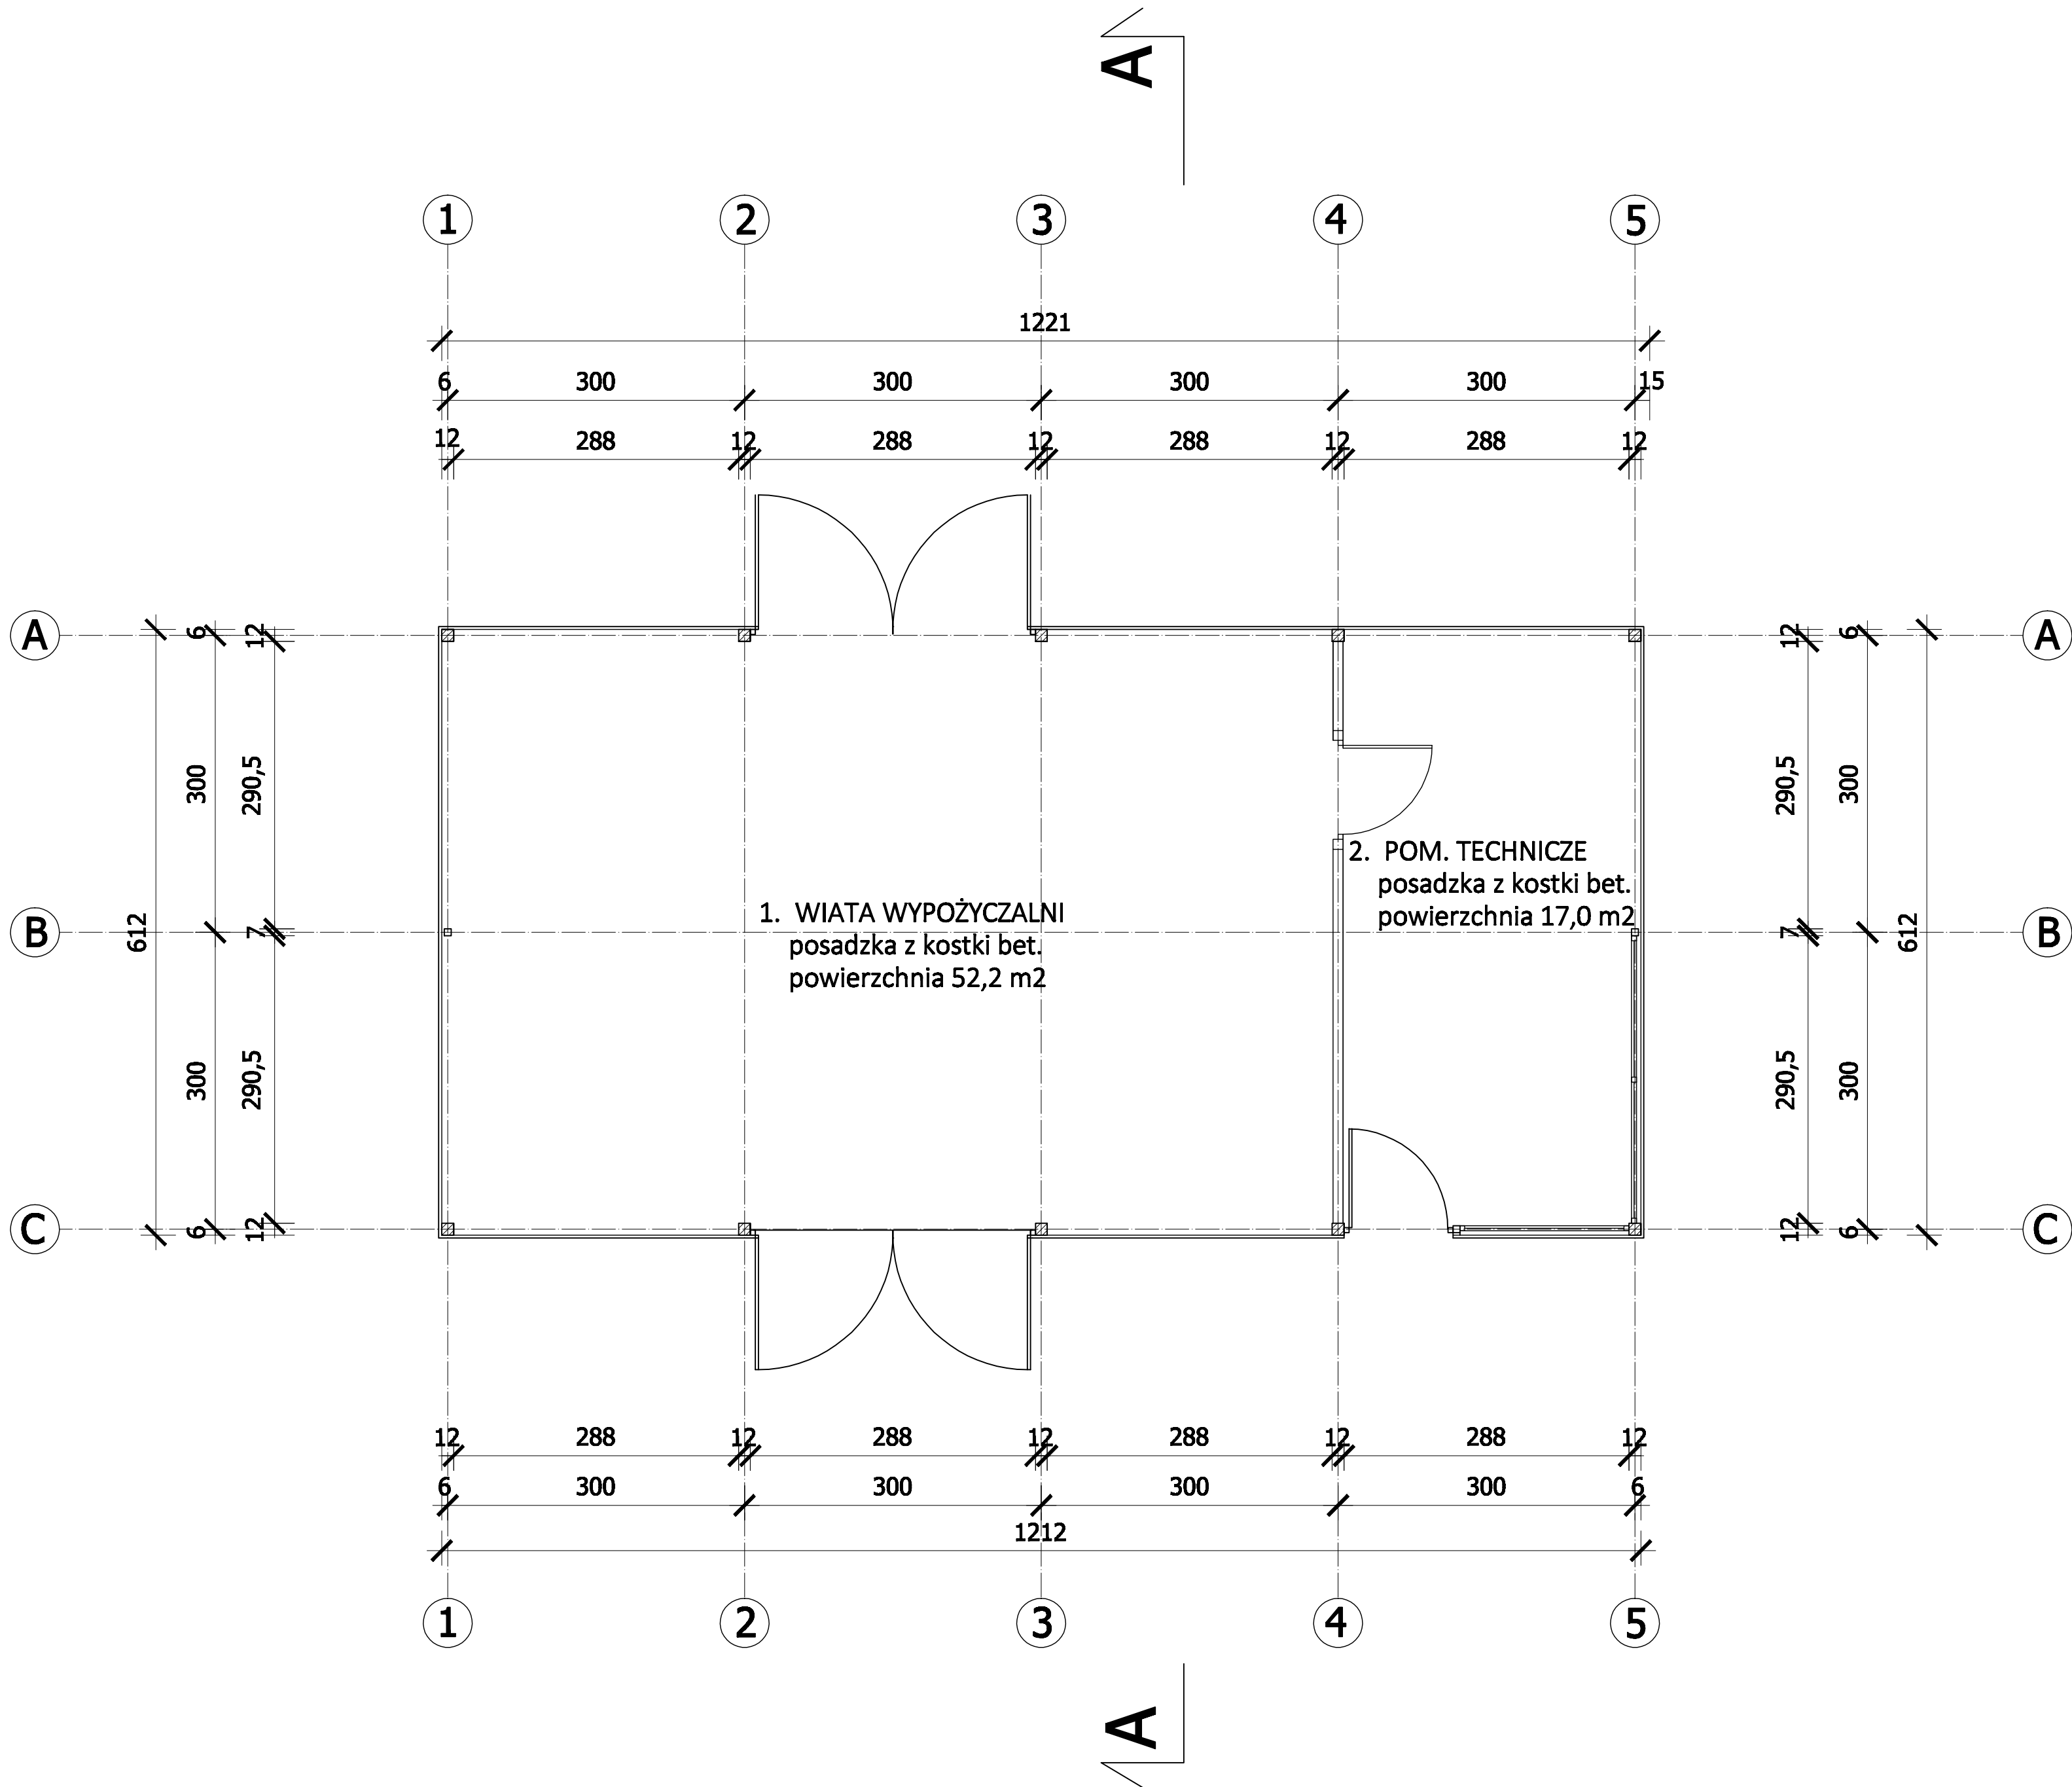 A
1 2 3 4 5
1221
6 300 300 300 300 15
12 288 12 288 12 288 12 288 12
A 6 12 12 6 A
300 290,5 290,5 300
2. POM. TECHNICZE
posadzka z kostki bet.
powierzchnia 17,0 m2
1. WIATA WYPOŻYCZALNI
posadzka z kostki bet.
powierzchnia 52,2 m2
B 612 7 7 612 B
300 290,5 290,5 300
C 6 12 12 6 C
12 288 12 288 12 288 12 288 12
6 300 300 300 300 6
1212
1 2 3 4 5
A